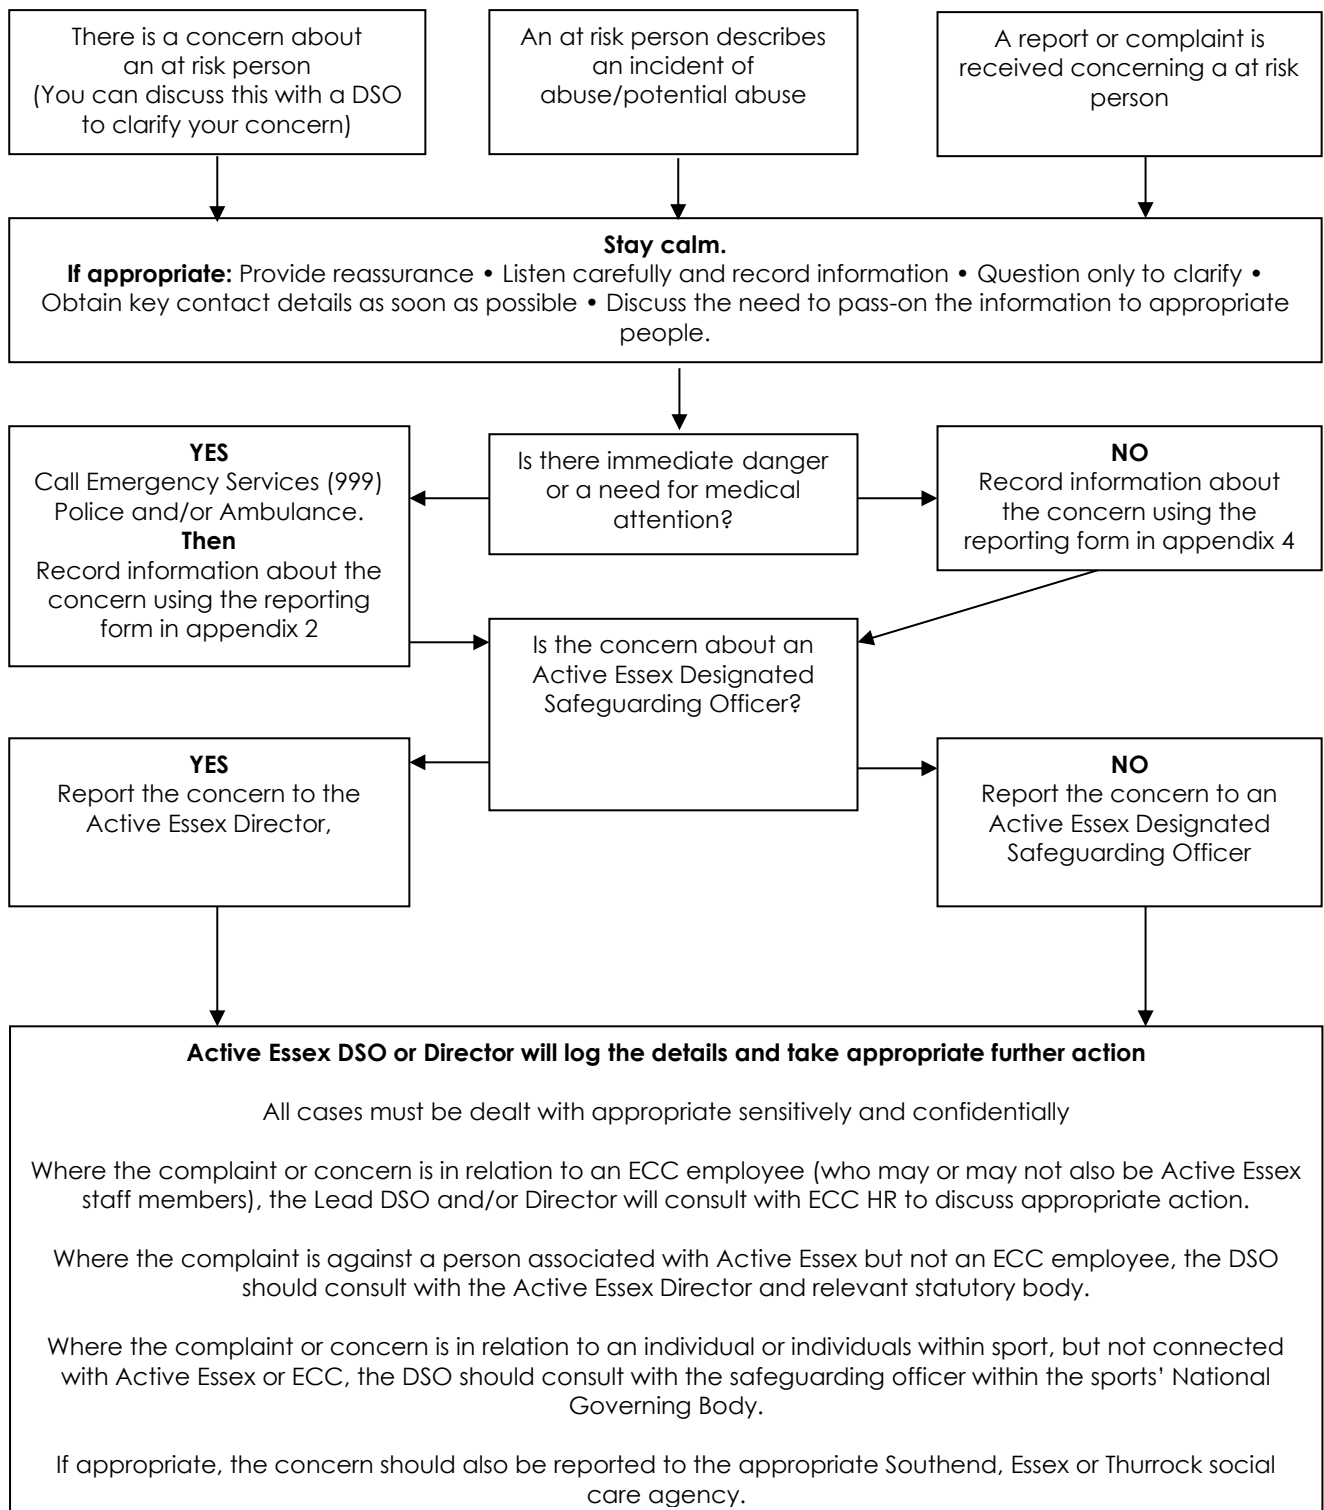 There is a concern about
an at risk person
(You can discuss this with a DSO
to clarify your concern)
An at risk person describes
an incident of
abuse/potential abuse
A report or complaint is
received concerning a at risk
person
Stay calm.
If appropriate: Provide reassurance • Listen carefully and record information • Question only to clarify •
Obtain key contact details as soon as possible • Discuss the need to pass-on the information to appropriate
people.
YES
Call Emergency Services (999)
Police and/or Ambulance.
Then
Record information about the
concern using the reporting
form in appendix 2
Is there immediate danger
or a need for medical
attention?
NO
Record information about
the concern using the
reporting form in appendix 4
Is the concern about an
Active Essex Designated
Safeguarding Officer?
YES
Report the concern to the
Active Essex Director,
NO
Report the concern to an
Active Essex Designated
Safeguarding Officer
Active Essex DSO or Director will log the details and take appropriate further action
All cases must be dealt with appropriate sensitively and confidentially
Where the complaint or concern is in relation to an ECC employee (who may or may not also be Active Essex
staff members), the Lead DSO and/or Director will consult with ECC HR to discuss appropriate action.
Where the complaint is against a person associated with Active Essex but not an ECC employee, the DSO
should consult with the Active Essex Director and relevant statutory body.
Where the complaint or concern is in relation to an individual or individuals within sport, but not connected
with Active Essex or ECC, the DSO should consult with the safeguarding officer within the sports’ National
Governing Body.
If appropriate, the concern should also be reported to the appropriate Southend, Essex or Thurrock social
care agency.